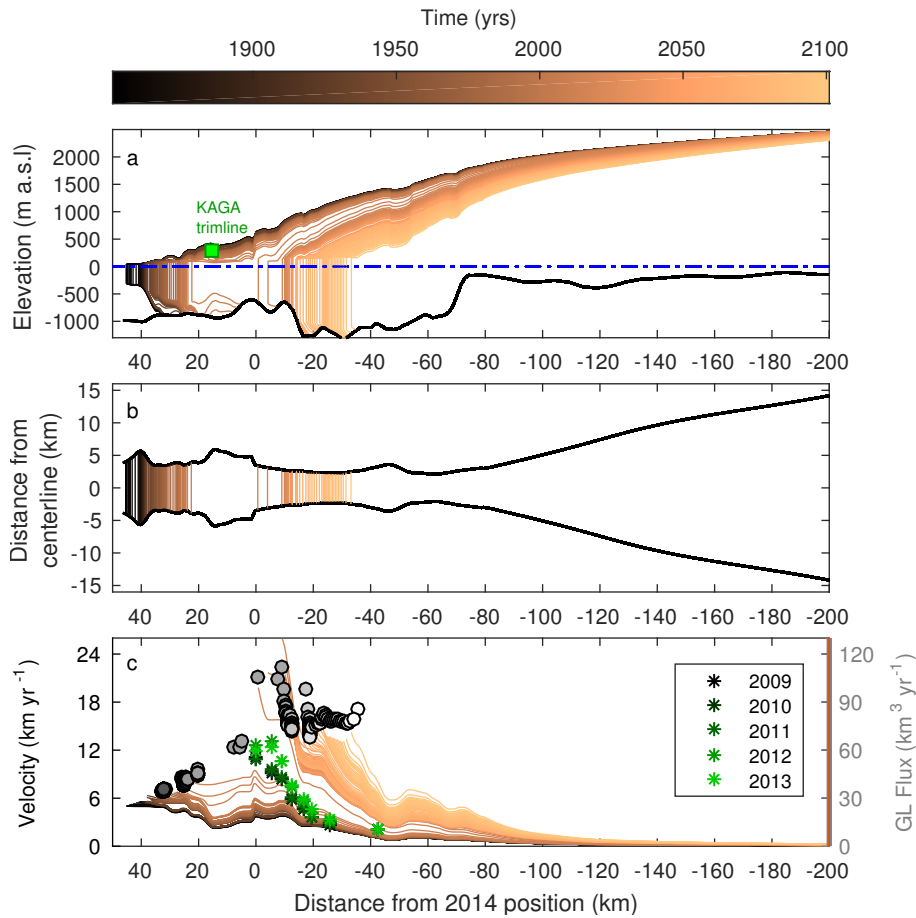 Time (yrs)
1900 1950 2000 2050 2100
a
Elevation (m a.s.l)
2000
1500
1000
500
0
-500
-1000
KAGA
trimline
40 20 0 -20 -40 -60 -80 -100 -120 -140 -160 -180 -200
b
Distance from
centerline (km)
15
10
5
0
-5
-10
-15
40 20 0 -20 -40 -60 -80 -100 -120 -140 -160 -180 -200
c
Velocity (km yr⁻¹)
24
18
12
6
0
2009
2010
2011
2012
2013
120
90
60
30
0
GL Flux (km³ yr⁻¹)
40 20 0 -20 -40 -60 -80 -100 -120 -140 -160 -180 -200
Distance from 2014 position (km)